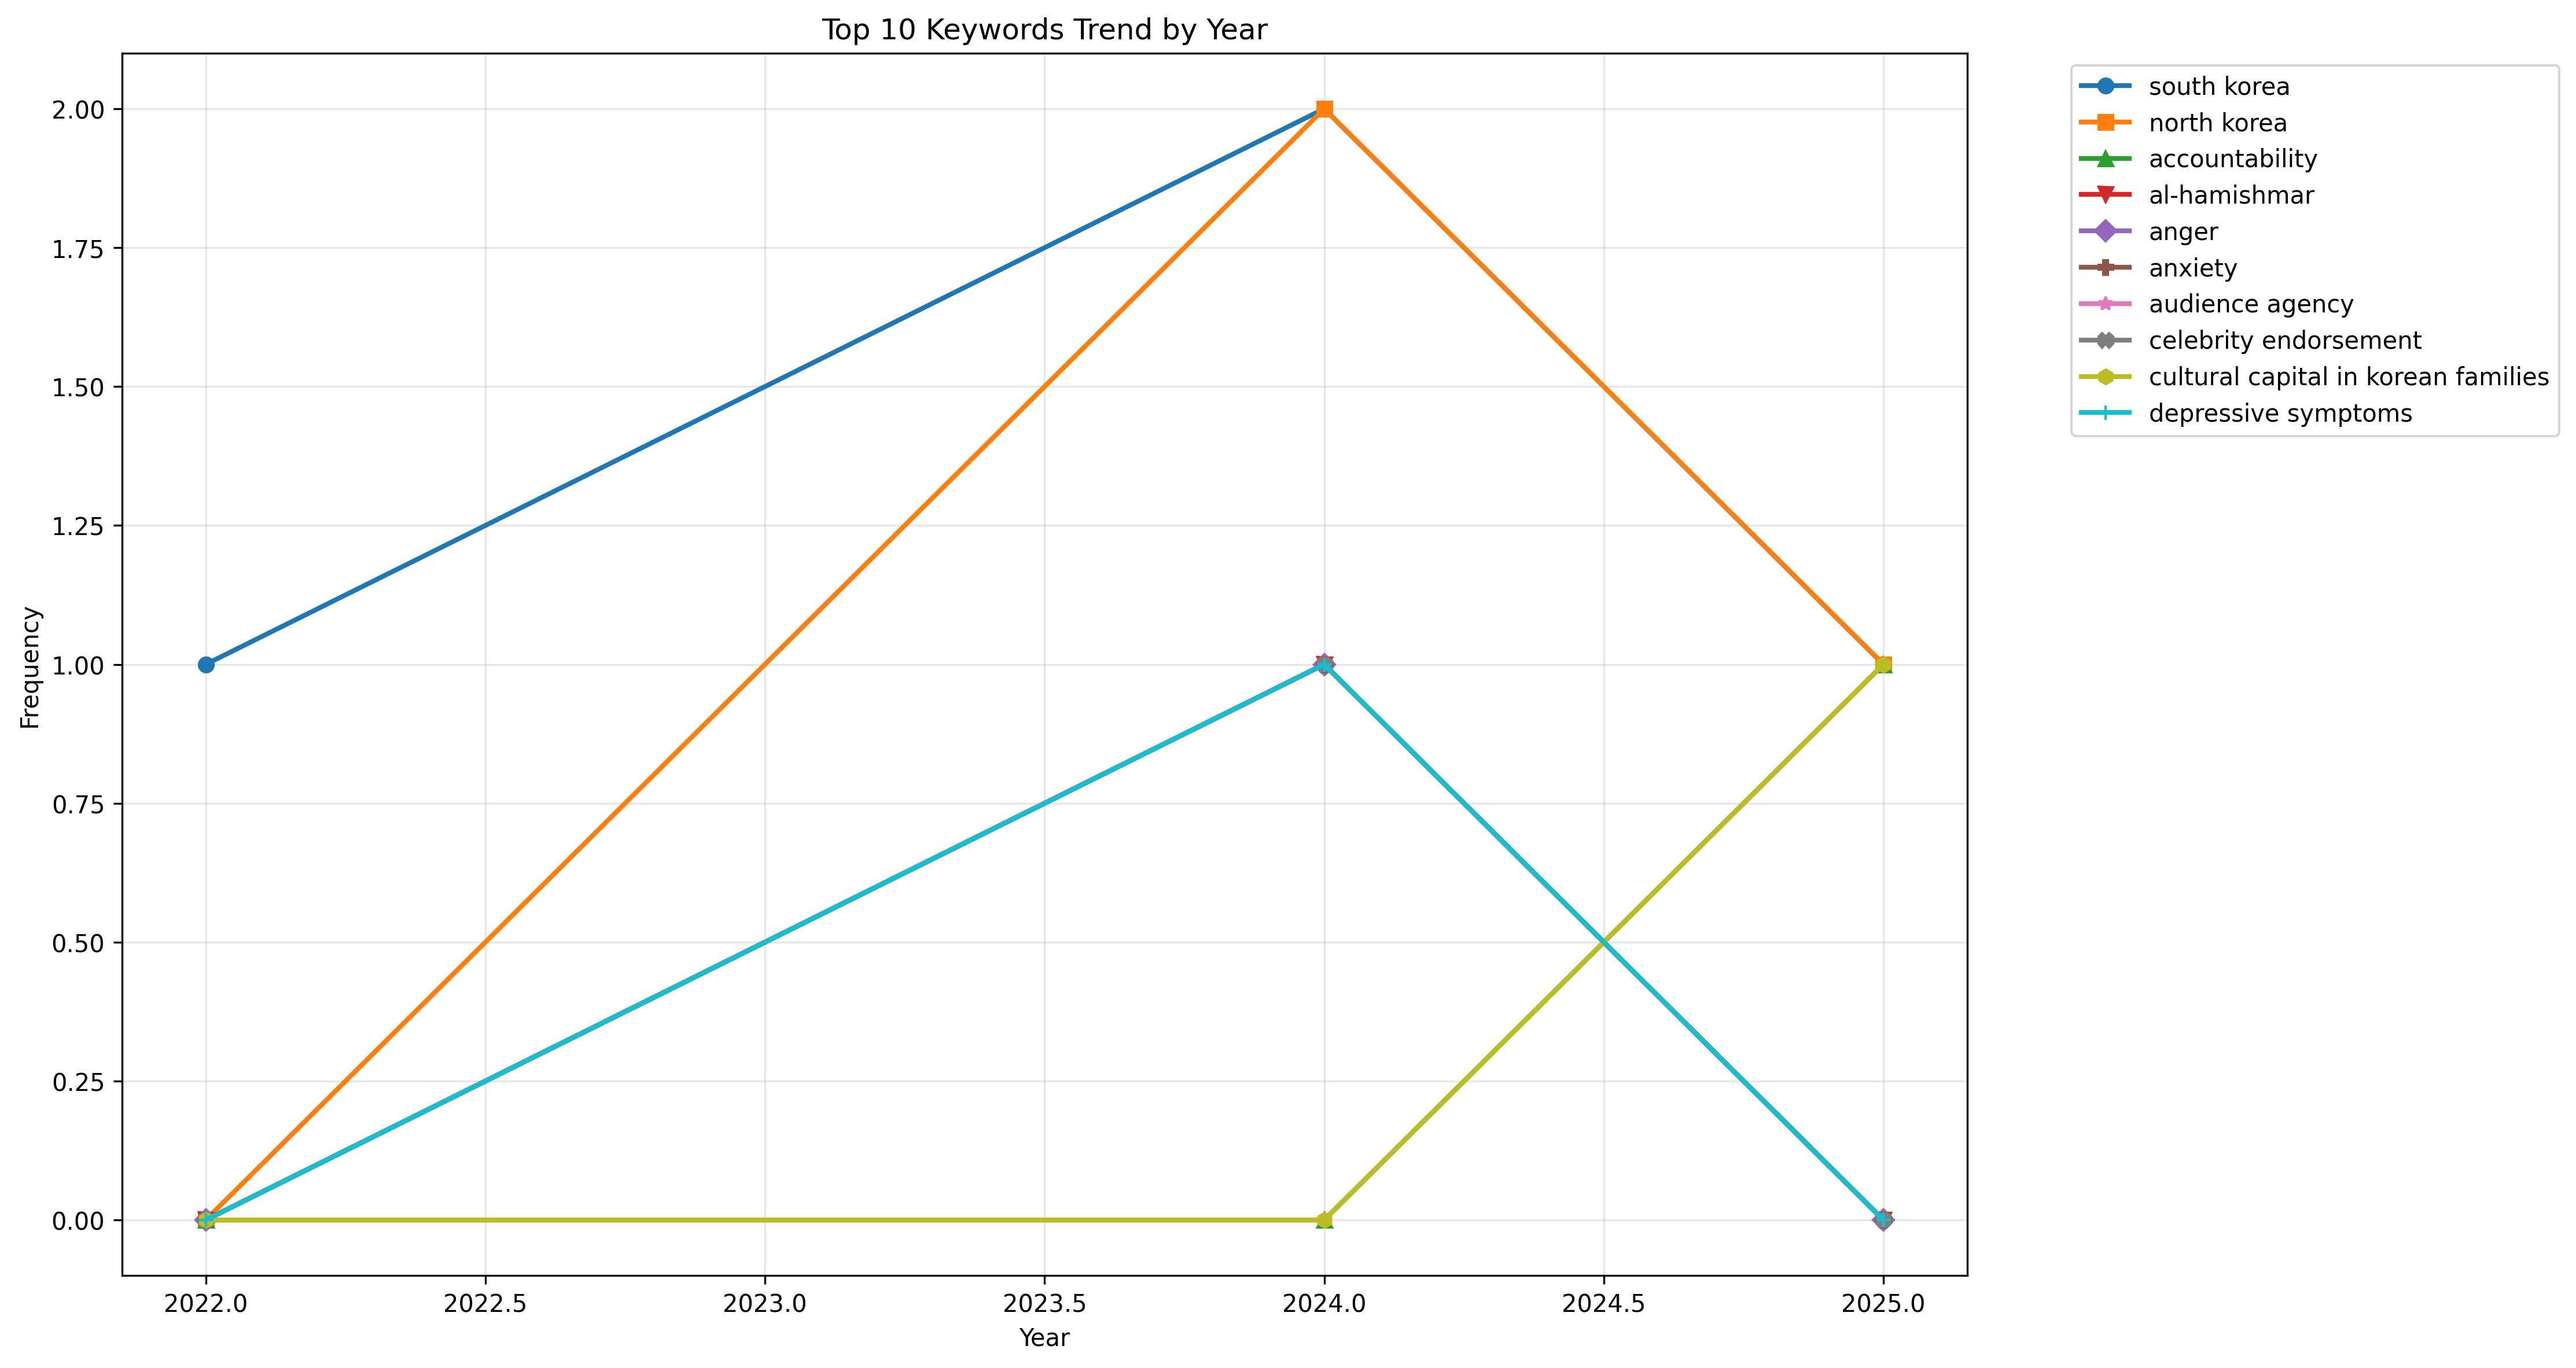 Top 10 Keywords Trend by Year
2.00
1.75
1.50
1.25
1.00
0.75
0.50
0.25
0.00
Frequency
2022.0 2022.5 2023.0 2023.5 2024.0 2024.5 2025.0
Year
south korea
north korea
accountability
al-hamishmar
anger
anxiety
audience agency
celebrity endorsement
cultural capital in korean families
depressive symptoms